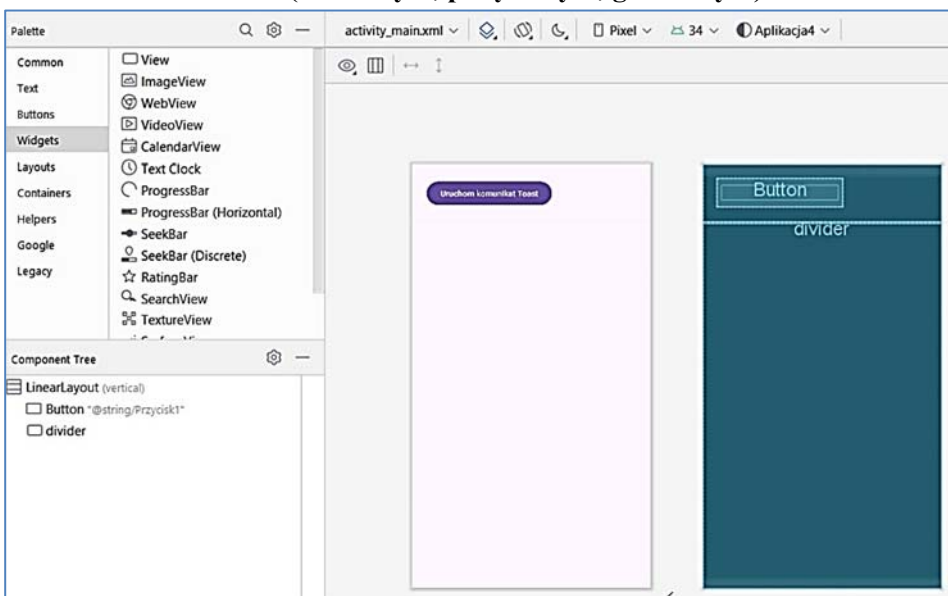 Palette
activity_main.xml
Pixel
34
Aplikacja4
Common
Text
Buttons
Widgets
Layouts
Containers
Helpers
Google
Legacy
View
ImageView
WebView
VideoView
CalendarView
Text Clock
ProgressBar
ProgressBar (Horizontal)
SeekBar
SeekBar (Discrete)
RatingBar
SearchView
TextureView
Component Tree
LinearLayout (vertical)
Button "@string/Przycisk1"
divider
Uruchom komunikat Toast
Button
divider